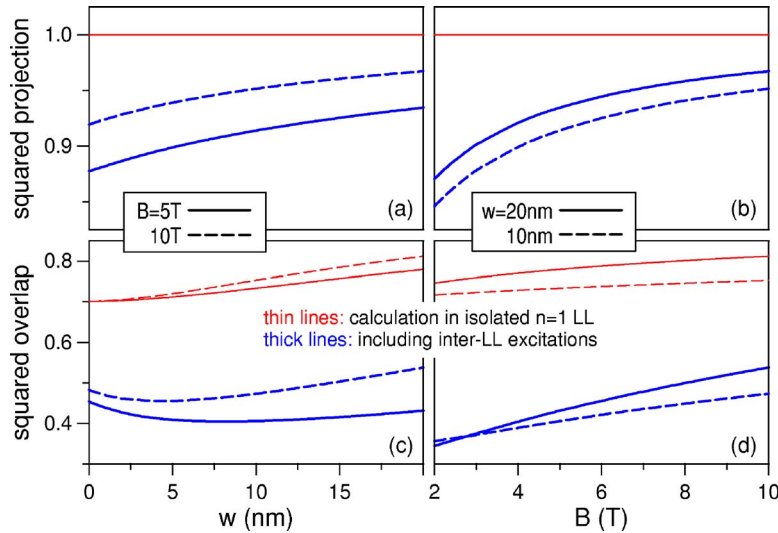 squared projection
1.0
0.9
(a)
(b)
B=5T
10T
w=20nm
10nm
squared overlap
0.8
0.6
0.4
thin lines: calculation in isolated n=1 LL
thick lines: including inter-LL excitations
(c)
(d)
0 5 10 15 2 4 6 8 10
w (nm)
B (T)